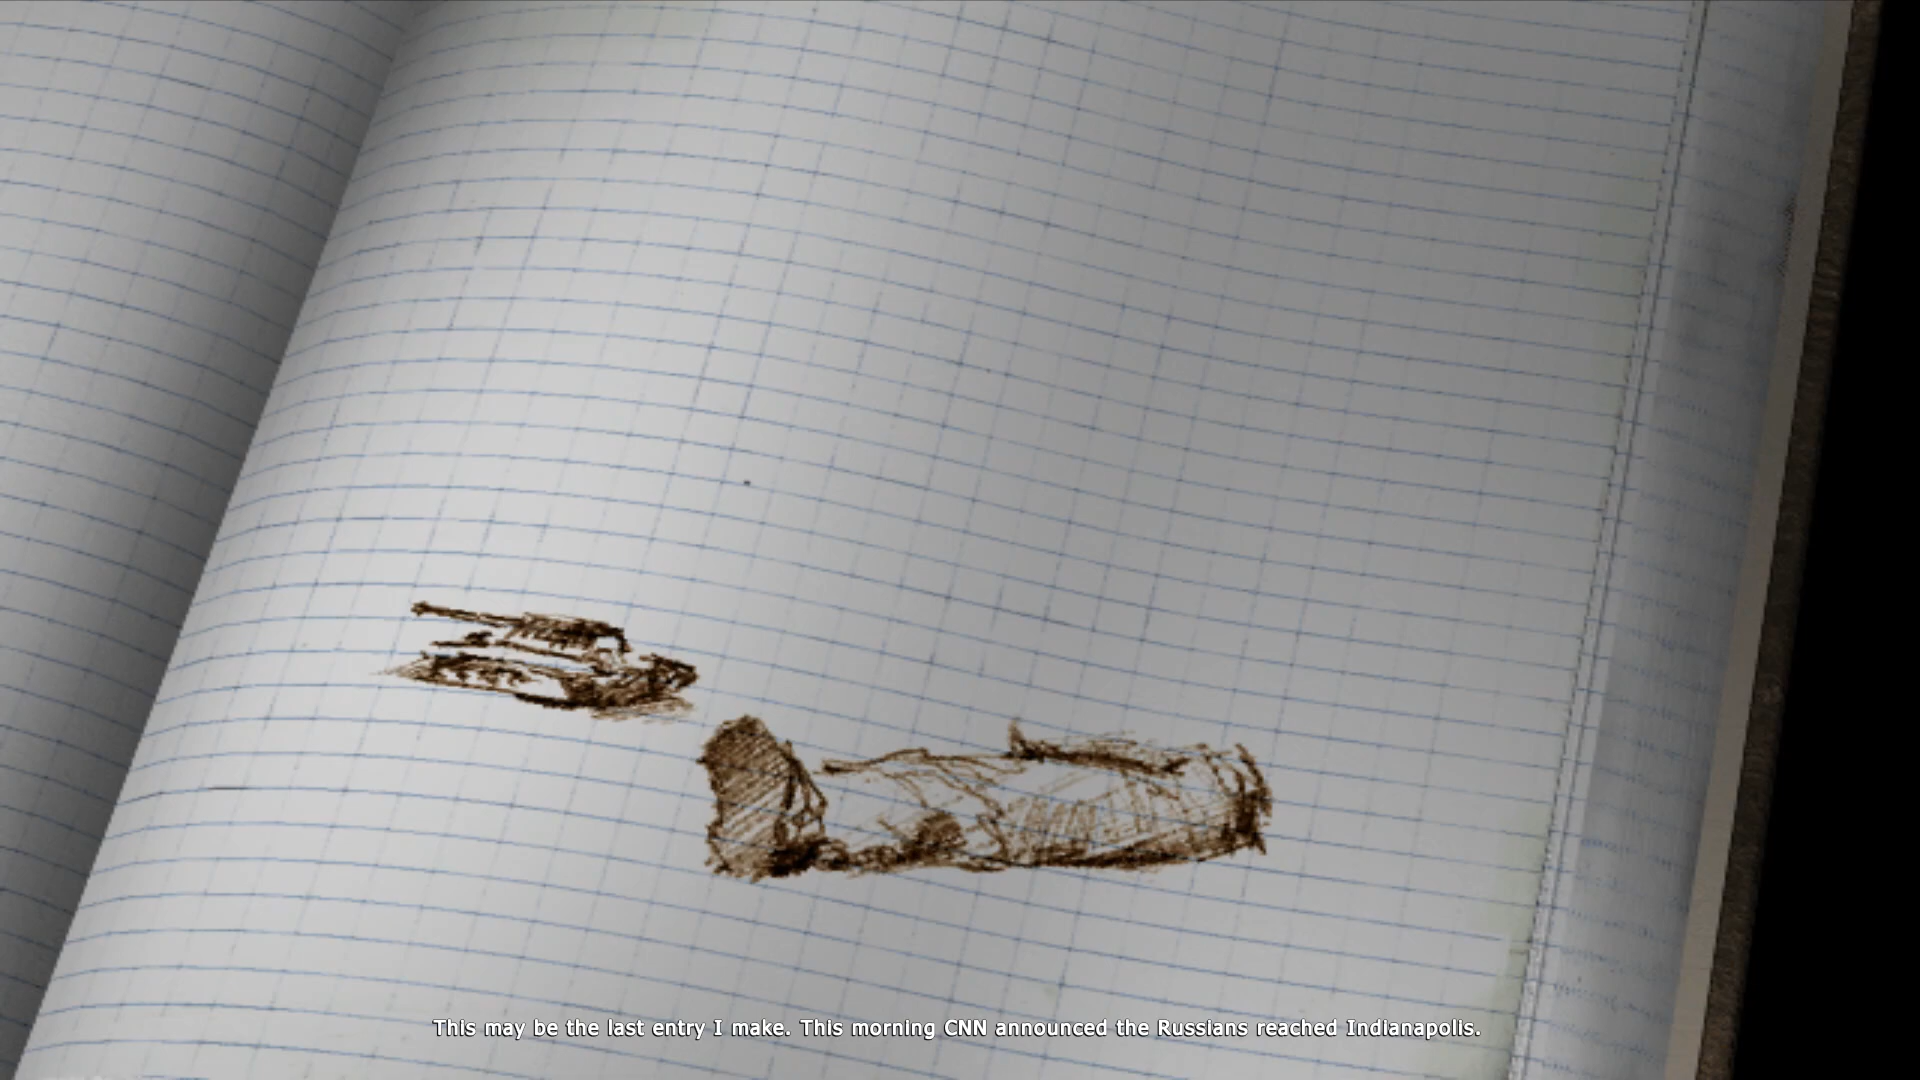 This may be the last entry I make. This morning CNN announced the Russians reached Indianapolis.